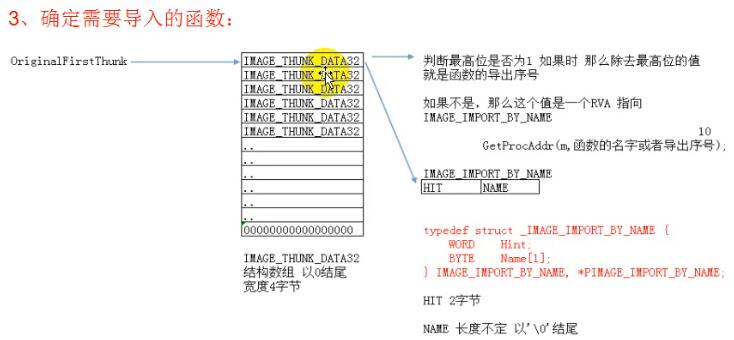 3、确定需要导入的函数：
OriginalFirstThunk
IMAGE_THUNK_DATA32
IMAGE_THUNK_DATA32
IMAGE_THUNK_DATA32
IMAGE_THUNK_DATA32
IMAGE_THUNK_DATA32
IMAGE_THUNK_DATA32
..
..
..
..
..
..
00000000000000000
IMAGE_THUNK_DATA32
结构数组 以0结尾
宽度4字节
判断最高位是否为1 如果时 那么除去最高位的值
就是函数的导出序号
如果不是，那么这个值是一个RVA 指向
IMAGE_IMPORT_BY_NAME
10
GetProcAddr(m,函数的名字或者导出序号);
IMAGE_IMPORT_BY_NAME
HIT NAME
typedef struct _IMAGE_IMPORT_BY_NAME {
WORD Hint;
BYTE Name[1];
} IMAGE_IMPORT_BY_NAME, *PIMAGE_IMPORT_BY_NAME;
HIT 2字节
NAME 长度不定 以'\0'结尾